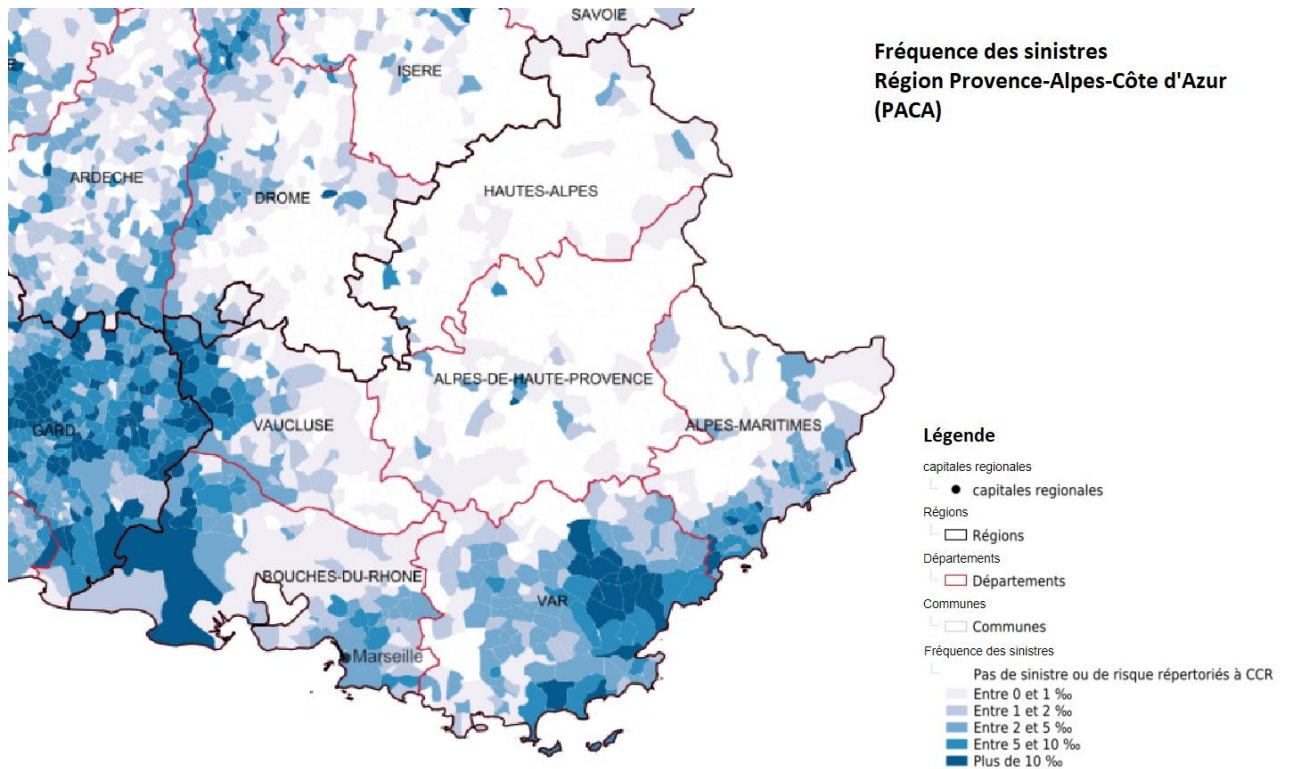 SAVOIE
Fréquence des sinistres
Région Provence-Alpes-Côte d'Azur
(PACA)
ISERE
ARDECHE
DROME
HAUTES-ALPES
ALPES-DE-HAUTE-PROVENCE
GARD
VAUCLUSE
ALPES-MARITIMES
BOUCHES-DU-RHONE
VAR
Marseille
Légende
capitales regionales
capitales regionales
Régions
Régions
Départements
Départements
Communes
Communes
Fréquence des sinistres
Pas de sinistre ou de risque répertoriés à CCR
Entre 0 et 1 ‰
Entre 1 et 2 ‰
Entre 2 et 5 ‰
Entre 5 et 10 ‰
Plus de 10 ‰